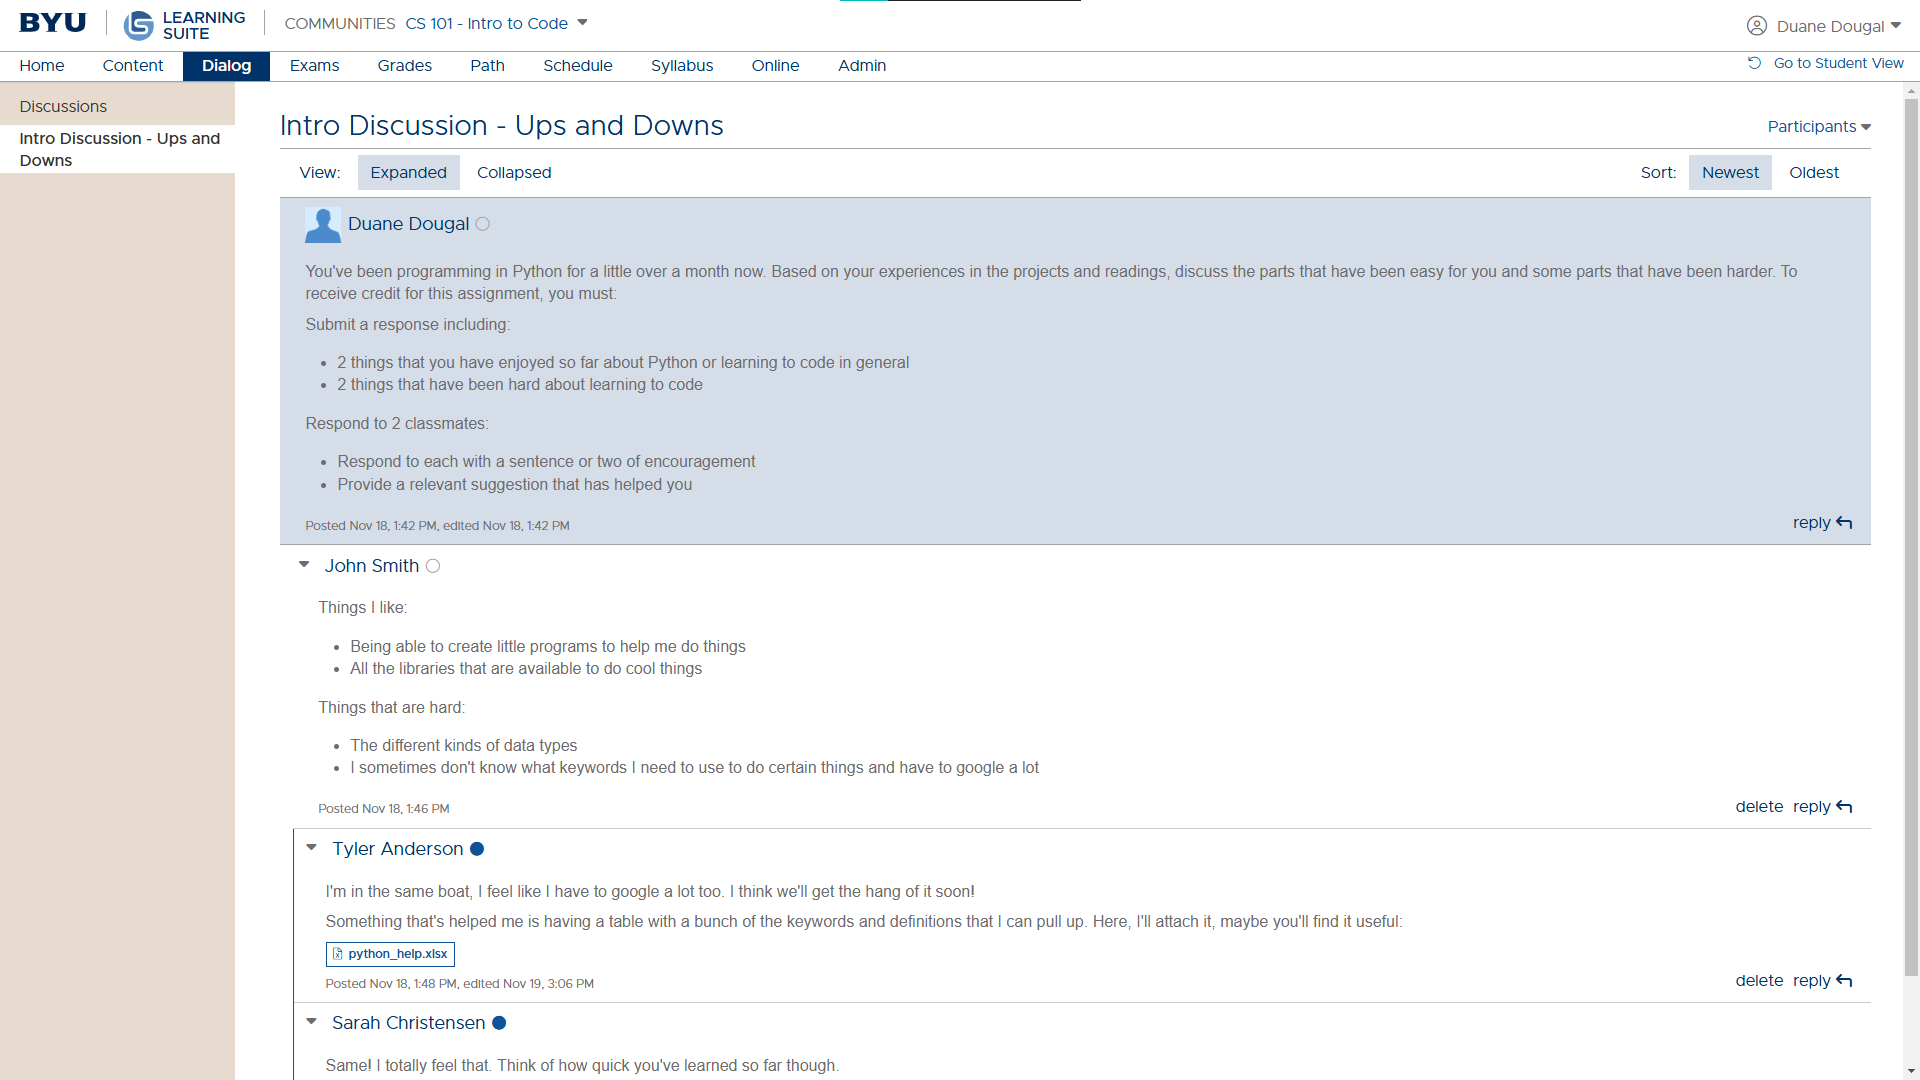 BYU LEARNING SUITE COMMUNITIES CS 101 - Intro to Code Duane Dougal
Home Content Dialog Exams Grades Path Schedule Syllabus Online Admin Go to Student View
Discussions
Intro Discussion - Ups and
Downs
Intro Discussion - Ups and Downs Participants
View: Expanded Collapsed Sort: Newest Oldest
Duane Dougal
You've been programming in Python for a little over a month now. Based on your experiences in the projects and readings, discuss the parts that have been easy for you and some parts that have been harder. To
receive credit for this assignment, you must:
Submit a response including:
• 2 things that you have enjoyed so far about Python or learning to code in general
• 2 things that have been hard about learning to code
Respond to 2 classmates:
• Respond to each with a sentence or two of encouragement
• Provide a relevant suggestion that has helped you
Posted Nov 18, 1:42 PM, edited Nov 18, 1:42 PM reply
John Smith
Things I like:
• Being able to create little programs to help me do things
• All the libraries that are available to do cool things
Things that are hard:
• The different kinds of data types
• I sometimes don't know what keywords I need to use to do certain things and have to google a lot
Posted Nov 18, 1:46 PM delete reply
Tyler Anderson
I'm in the same boat, I feel like I have to google a lot too. I think we'll get the hang of it soon!
Something that's helped me is having a table with a bunch of the keywords and definitions that I can pull up. Here, I'll attach it, maybe you'll find it useful:
python_help.xlsx
Posted Nov 18, 1:48 PM, edited Nov 19, 3:06 PM delete reply
Sarah Christensen
Same! I totally feel that. Think of how quick you've learned so far though.